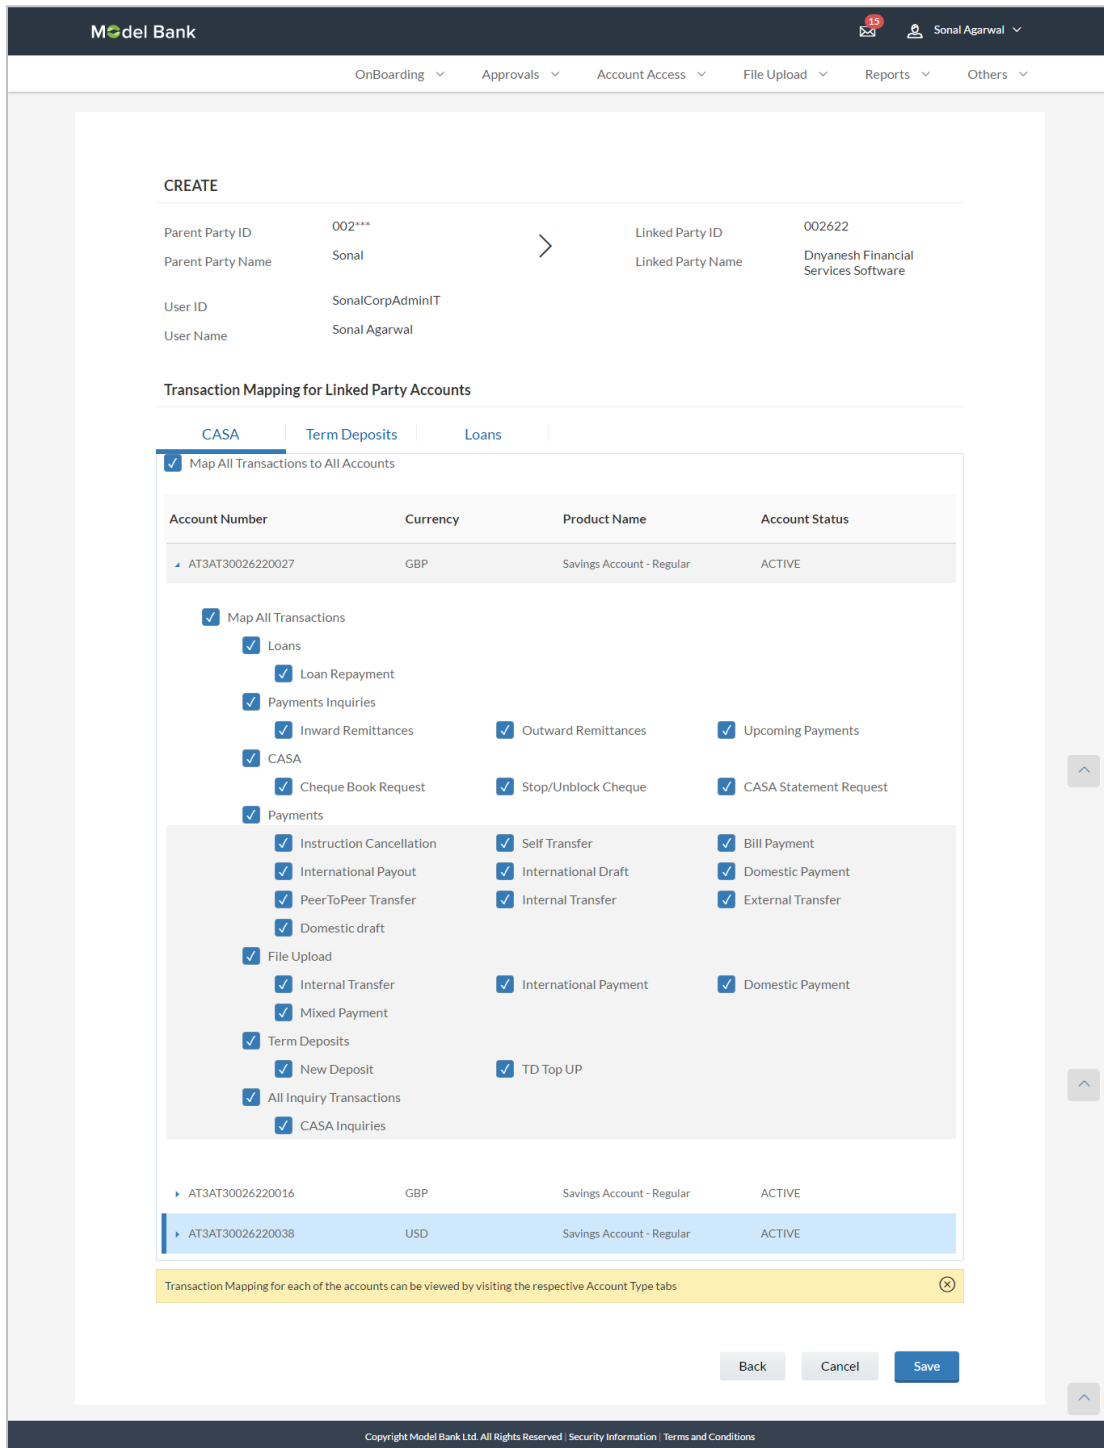 Model Bank
15
Sonal Agarwal
OnBoarding Approvals Account Access File Upload Reports Others
CREATE
Parent Party ID 002*** Linked Party ID 002622
Parent Party Name Sonal Linked Party Name Dnyanesh Financial
Services Software
User ID SonalCorpAdminIT
User Name Sonal Agarwal
Transaction Mapping for Linked Party Accounts
CASA Term Deposits Loans
Map All Transactions to All Accounts
Account Number Currency Product Name Account Status
AT3AT30026220027 GBP Savings Account - Regular ACTIVE
Map All Transactions
Loans
Loan Repayment
Payments Inquiries
Inward Remittances Outward Remittances Upcoming Payments
CASA
Cheque Book Request Stop/Unblock Cheque CASA Statement Request
Payments
Instruction Cancellation Self Transfer Bill Payment
International Payout International Draft Domestic Payment
PeerToPeer Transfer Internal Transfer External Transfer
Domestic draft
File Upload
Internal Transfer International Payment Domestic Payment
Mixed Payment
Term Deposits
New Deposit TD Top UP
All Inquiry Transactions
CASA Inquiries
AT3AT30026220016 GBP Savings Account - Regular ACTIVE
AT3AT30026220038 USD Savings Account - Regular ACTIVE
Transaction Mapping for each of the accounts can be viewed by visiting the respective Account Type tabs
Back Cancel Save
Copyright Model Bank Ltd. All Rights Reserved | Security Information | Terms and Conditions